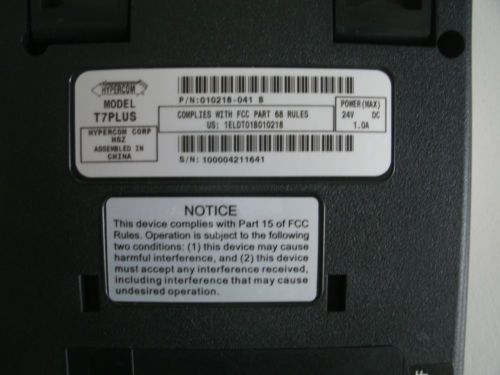 HYPERCOM
MODEL
T7PLUS
HYPERCOM CORP
HSZ
ASSEMBLED IN
CHINA
P/N:010218-041 B
COMPLIES WITH FCC PART 68 RULES
US: 1ELDT01B010218
POWER(MAX)
24V DC
1.0A
S/N: 100004211641
NOTICE
This device complies with Part 15 of FCC
Rules. Operation is subject to the following
two conditions: (1) this device may cause
harmful interference, and (2) this device
must accept any interference received,
including interference that may cause
undesired operation.